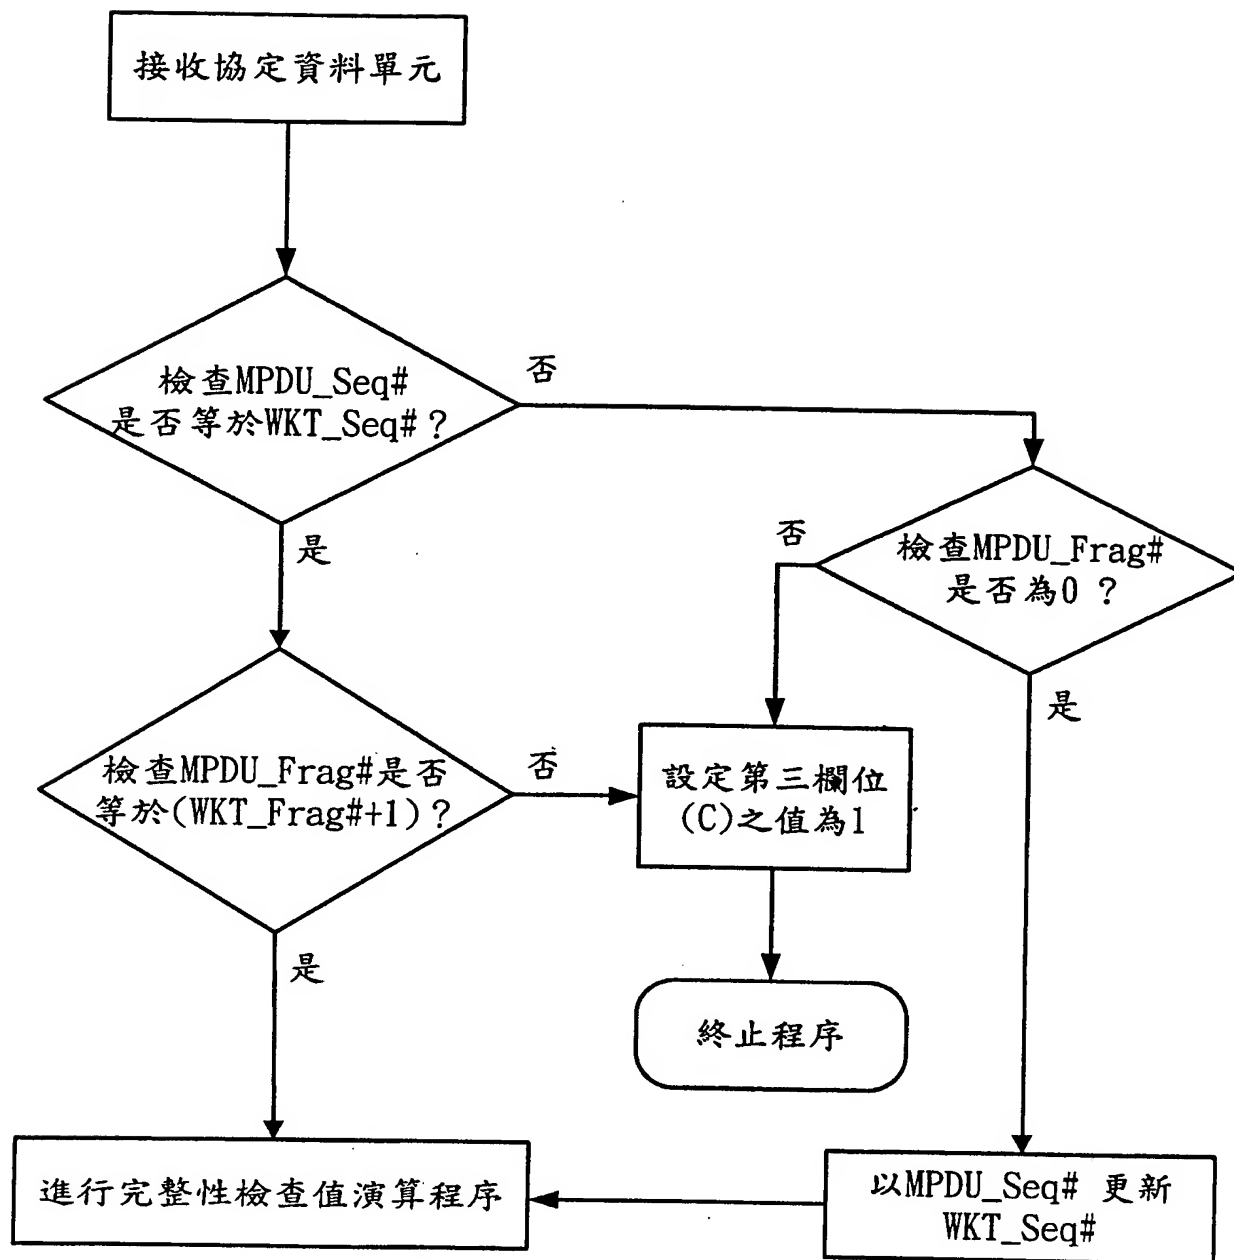 接收協定資料單元
檢查MPDU_Seq#
是否等於WKT_Seq#？
否
是
檢查MPDU_Frag#
是否為0？
否
是
檢查MPDU_Frag#是否
等於(WKT_Frag#+1)？
否
是
設定第三欄位
(C)之值為1
終止程序
進行完整性檢查值演算程序
以MPDU_Seq# 更新
WKT_Seq#